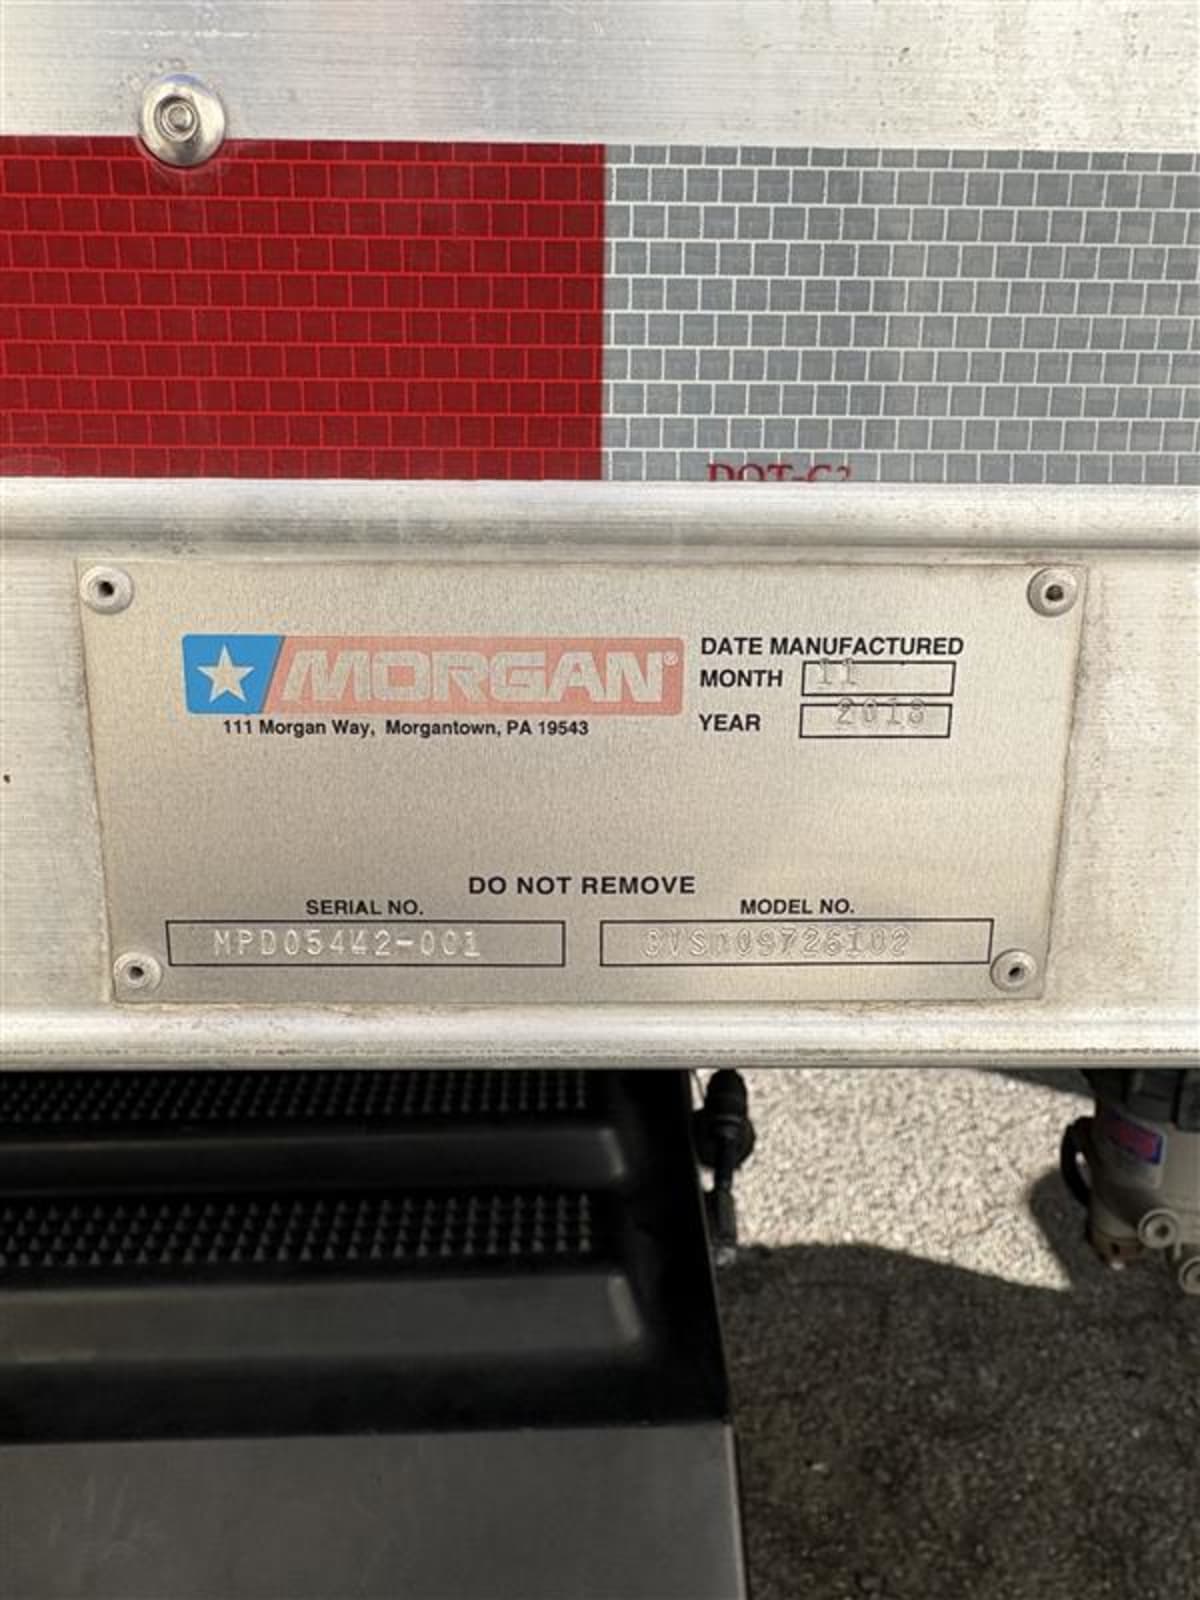 DOT-C2
MORGAN®
111 Morgan Way, Morgantown, PA 19543
DATE MANUFACTURED
MONTH 11
YEAR 2018
DO NOT REMOVE
SERIAL NO.
MPD05442-001
MODEL NO.